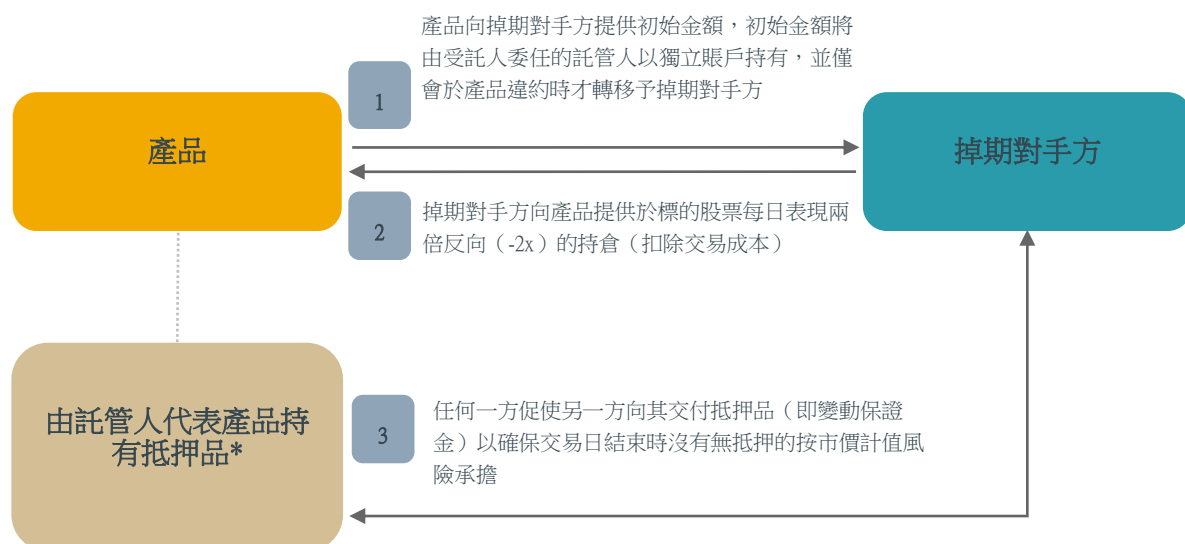 產品向掉期對手方提供初始金額，初始金額將
由受託人委任的託管人以獨立賬戶持有，並僅
會於產品違約時才轉移予掉期對手方
1
產品
掉期對手方
2
掉期對手方向產品提供於標的股票每日表現兩
倍反向（-2x）的持倉（扣除交易成本）
由託管人代表產品持
有抵押品*
3
任何一方促使另一方向其交付抵押品（即變動保證
金）以確保交易日結束時沒有無抵押的按市價計值風
險承擔